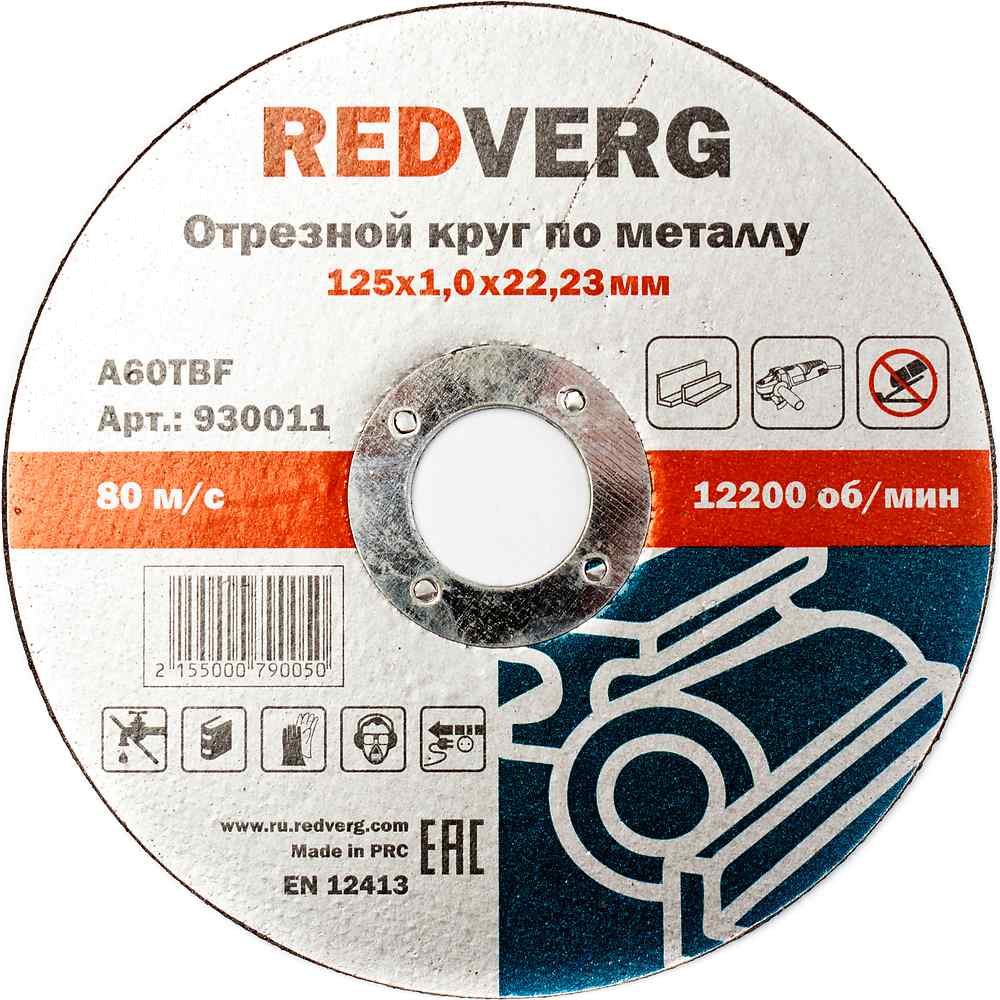 REDVERG
Отрезной круг по металлу
125x1,0x22,23мм
A60TBF
Арт.: 930011
80 м/с
12200 об/мин
2 155000 790050
www.ru.redverg.com
Made in PRC
EAC
EN 12413